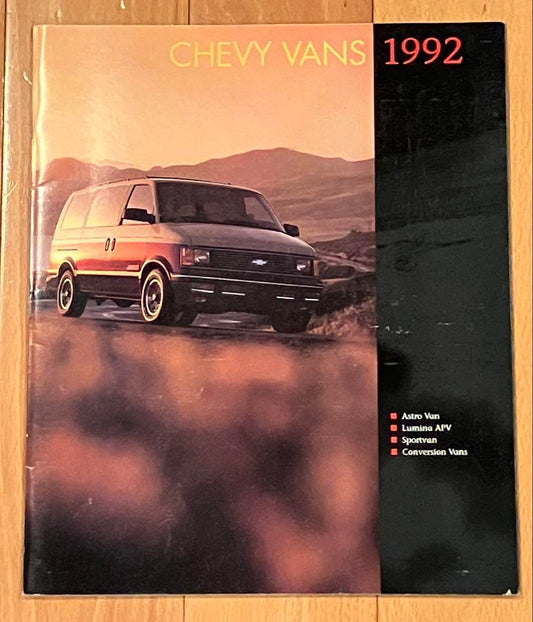 CHEVY VANS 1992
Astro Van
Lumina APV
Sportvan
Conversion Vans